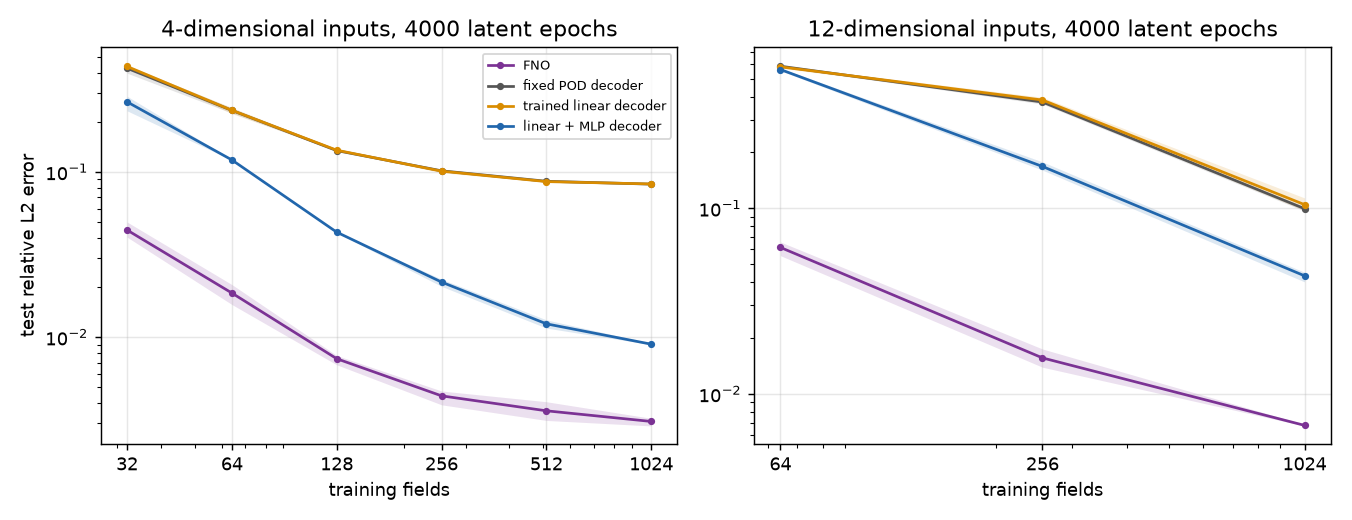 4-dimensional inputs, 4000 latent epochs
test relative L2 error
10⁻¹
10⁻²
FNO
fixed POD decoder
trained linear decoder
linear + MLP decoder
32 64 128 256 512 1024
training fields
12-dimensional inputs, 4000 latent epochs
10⁻¹
10⁻²
64 256 1024
training fields